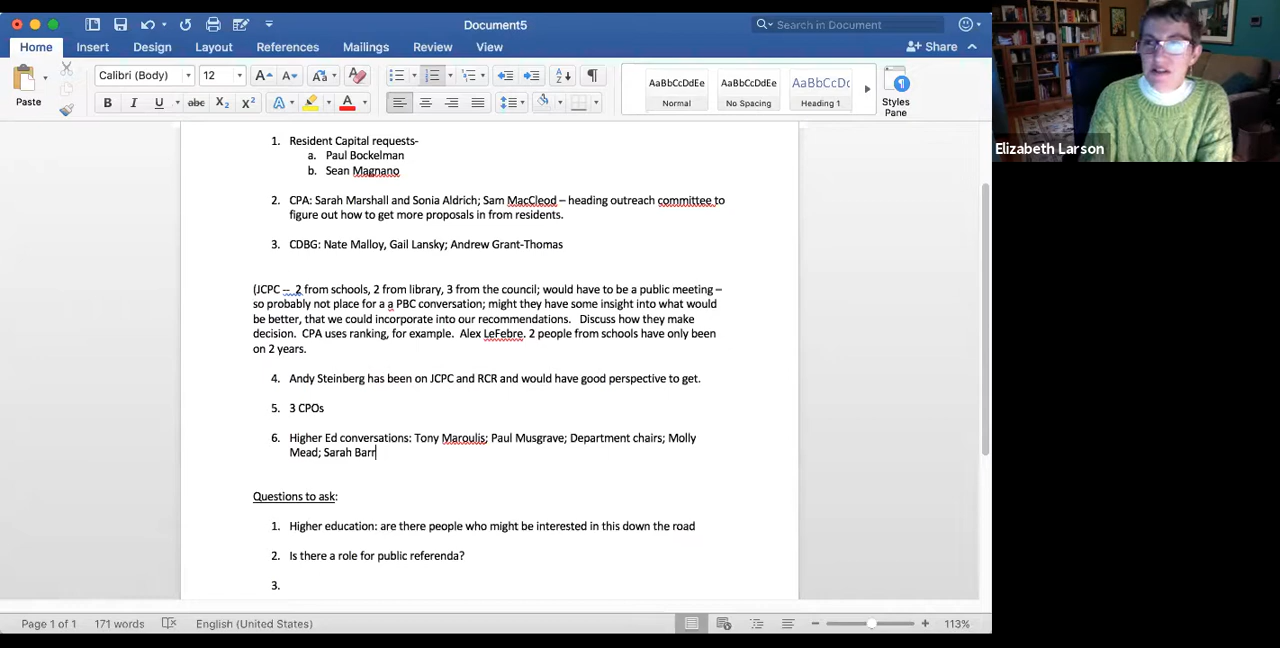 Document5
Search in Document
Home Insert Design Layout References Mailings Review View
Share
Paste
Calibri (Body) 12
AaBbCcDdEe AaBbCcDdEe AaBbCcDc
Normal No Spacing Heading 1
Styles Pane
Elizabeth Larson
1. Resident Capital requests-
a. Paul Bockelman
b. Sean Magnano
2. CPA: Sarah Marshall and Sonia Aldrich; Sam MacCleod – heading outreach committee to
figure out how to get more proposals in from residents.
3. CDBG: Nate Malloy, Gail Lansky; Andrew Grant-Thomas
(JCPC -- 2 from schools, 2 from library, 3 from the council; would have to be a public meeting –
so probably not place for a a PBC conversation; might they have some insight into what would
be better, that we could incorporate into our recommendations. Discuss how they make
decision. CPA uses ranking, for example. Alex LeFebre. 2 people from schools have only been
on 2 years.
4. Andy Steinberg has been on JCPC and RCR and would have good perspective to get.
5. 3 CPOs
6. Higher Ed conversations: Tony Maroulis; Paul Musgrave; Department chairs; Molly
Mead; Sarah Barr
Questions to ask:
1. Higher education: are there people who might be interested in this down the road
2. Is there a role for public referenda?
3.
Page 1 of 1 171 words English (United States) 113%